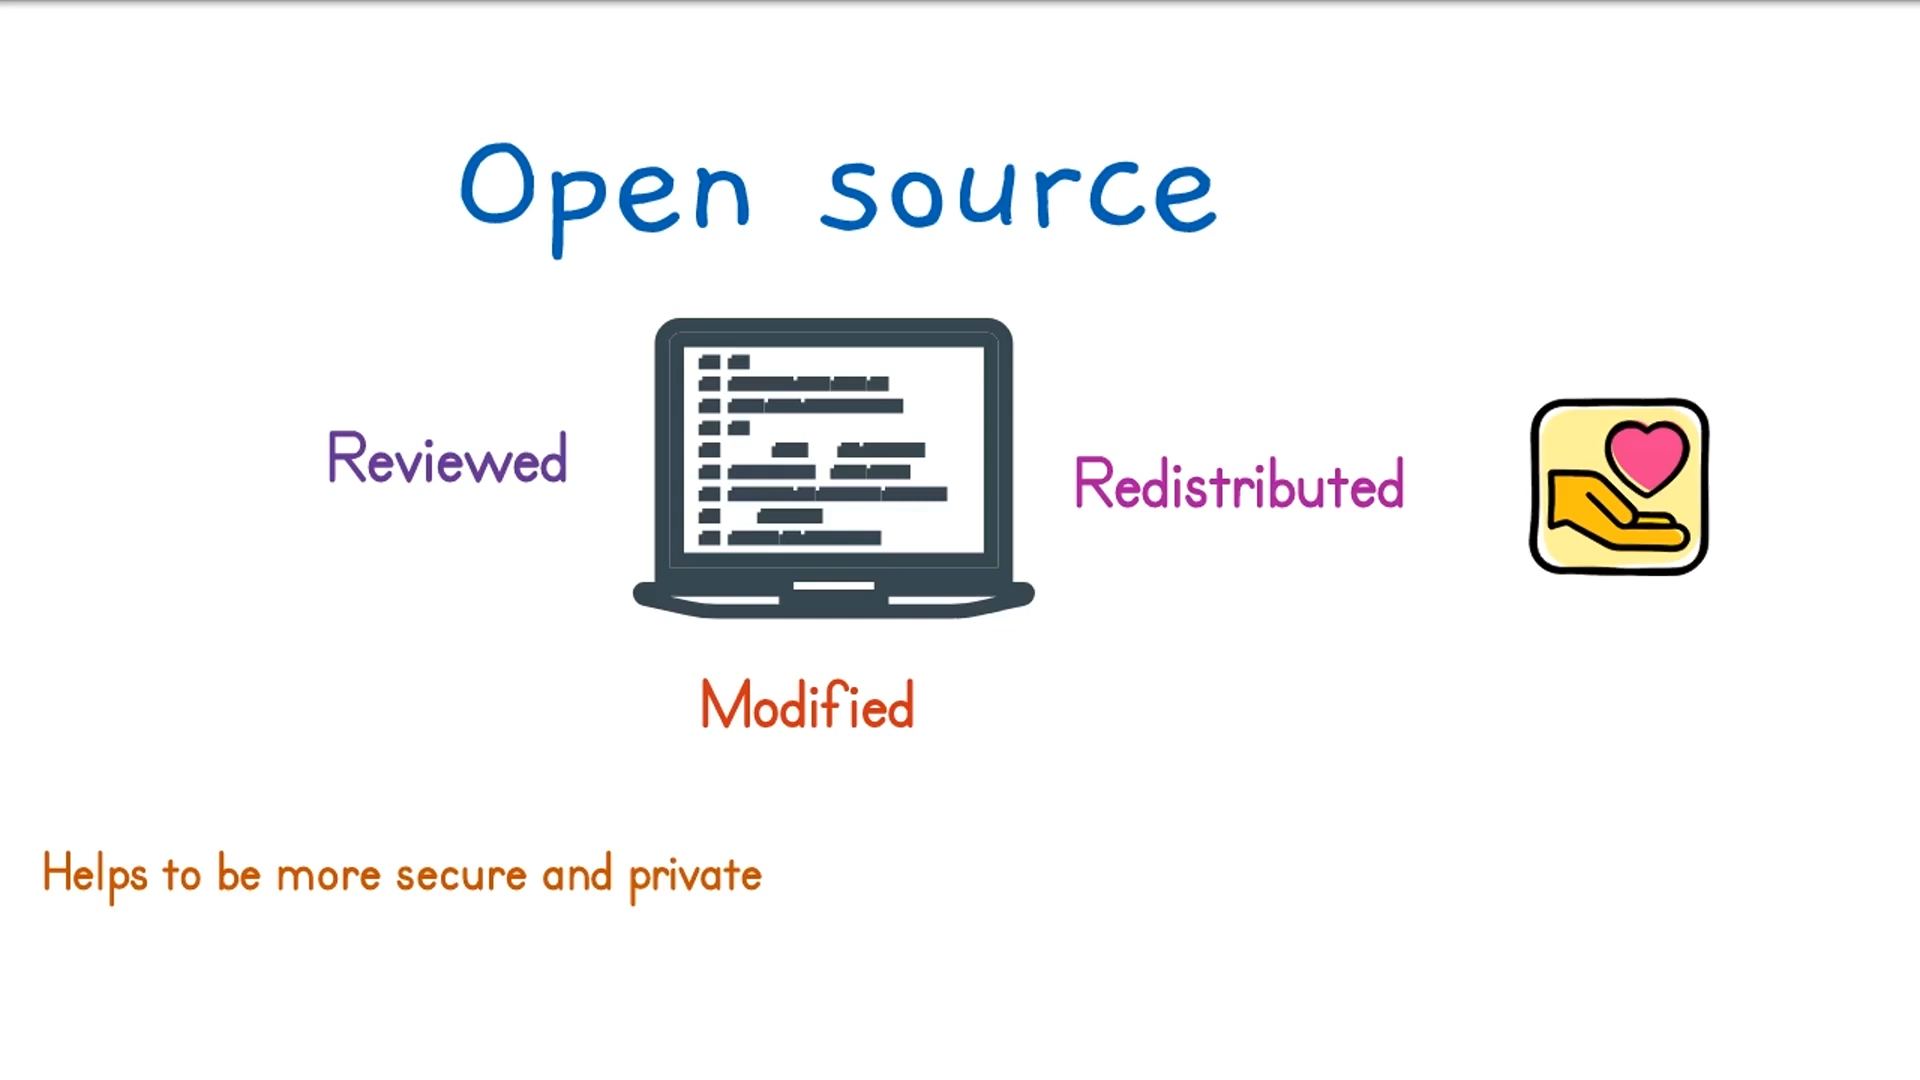 Open source
Reviewed
Redistributed
Modified
Helps to be more secure and private